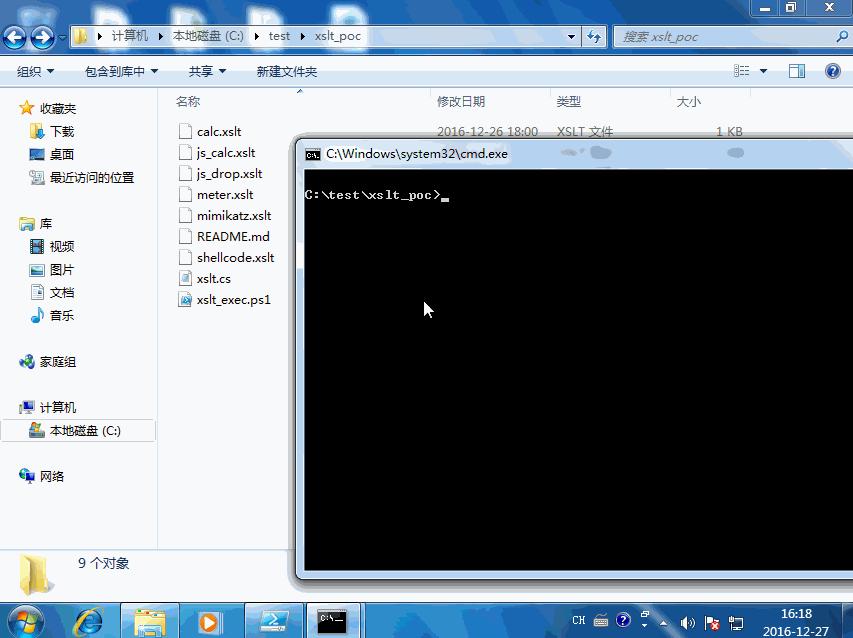 计算机 本地磁盘 (C:) test xslt_poc 搜索 xslt_poc
组织 包含到库中 共享 新建文件夹
名称 修改日期 类型 大小
收藏夹
下载
桌面
最近访问的位置
库
视频
图片
文档
音乐
家庭组
计算机
本地磁盘 (C:)
网络
calc.xslt 2016-12-26 18:00 XSLT 文件 1 KB
js_calc.xslt
js_drop.xslt
meter.xslt
mimikatz.xslt
README.md
shellcode.xslt
xslt.cs
xslt_exec.ps1
C:\Windows\system32\cmd.exe
C:\test\xslt_poc>
9 个对象
CH
16:18
2016-12-27